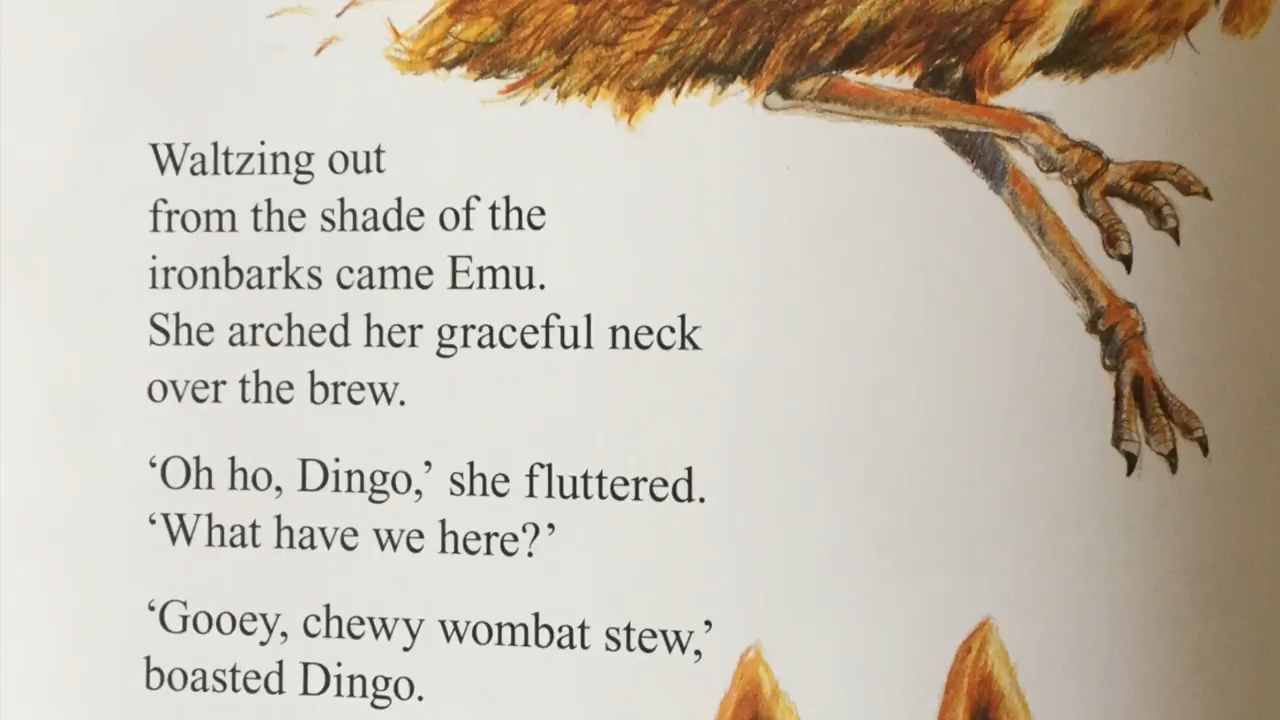 Waltzing out
from the shade of the
ironbarks came Emu.
She arched her graceful neck
over the brew.
‘Oh ho, Dingo,’ she fluttered.
‘What have we here?’
‘Gooey, chewy wombat stew,’
boasted Dingo.